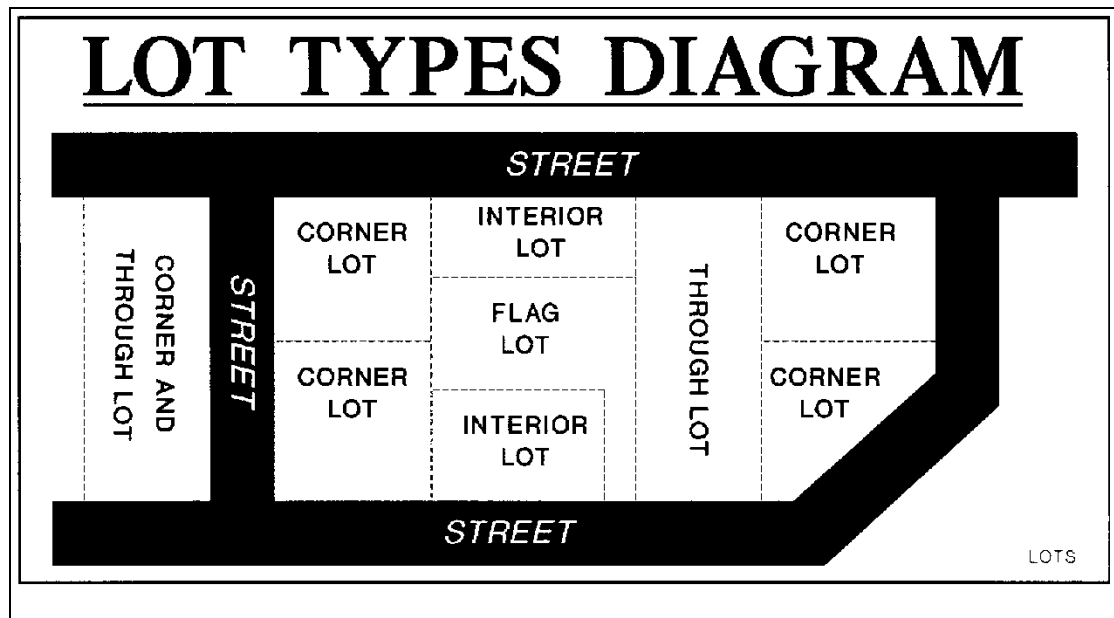 LOT TYPES DIAGRAM
STREET
CORNER AND
THROUGH LOT
STREET
CORNER
LOT
INTERIOR
LOT
CORNER
LOT
FLAG
LOT
THROUGH LOT
CORNER
LOT
INTERIOR
LOT
CORNER
LOT
STREET
LOTS